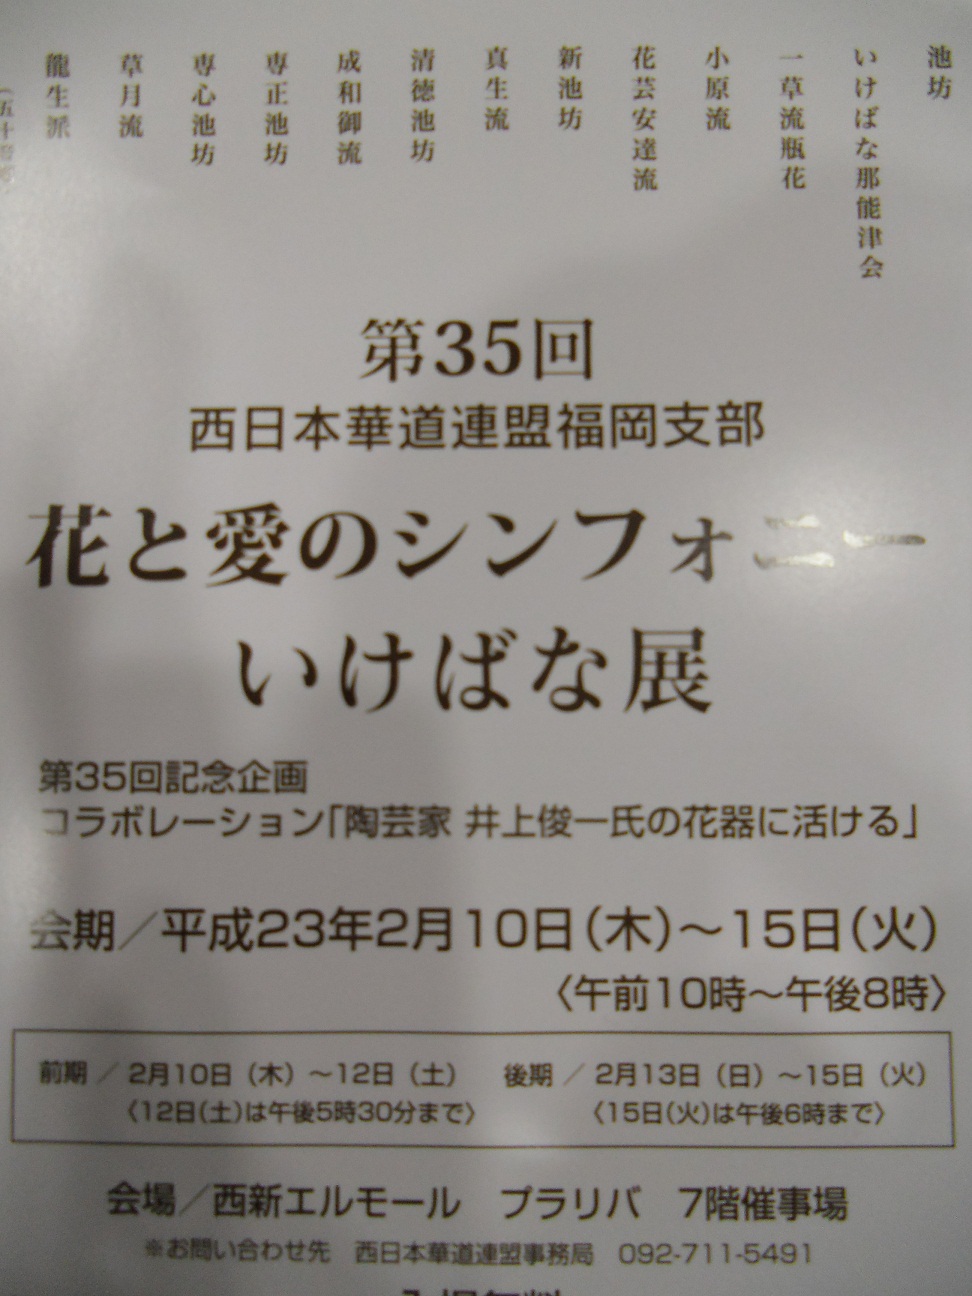 池坊
いけばな那能津会
一草流瓶花
小原流
花芸安達流
新池坊
真生流
清徳池坊
成和御流
専正池坊
専心池坊
草月流
龍生派
第35回
西日本華道連盟福岡支部
花と愛のシンフォニー
いけばな展
第35回記念企画
コラボレーション「陶芸家 井上俊一氏の花器に活ける」
会期／平成23年2月10日（木）～15日（火）
〈午前10時～午後8時〉
前期 ／ 2月10日（木）～12日（土） 後期 ／ 2月13日（日）～15日（火）
〈12日(土)は午後5時30分まで〉 〈15日(火)は午後6時まで〉
会場／西新エルモール プラリバ 7階催事場
※お問い合わせ先 西日本華道連盟事務局 092-711-5491